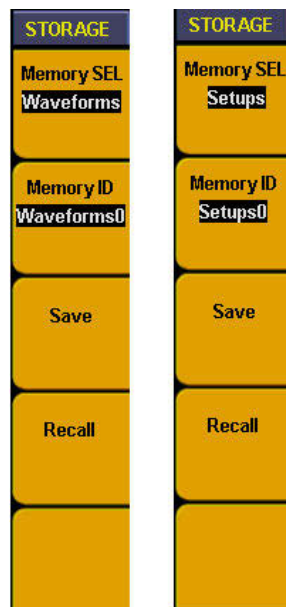 STORAGE
Memory SEL
Waveforms
Memory ID
Waveforms0
Save
Recall
STORAGE
Memory SEL
Setups
Memory ID
Setups0
Save
Recall